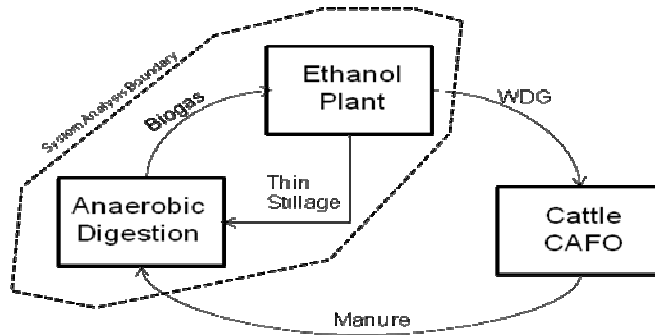 System Analysis Boundary
Biogas
Ethanol
Plant
WDG
Thin
Stillage
Anaerobic
Digestion
Cattle
CAFO
Manure